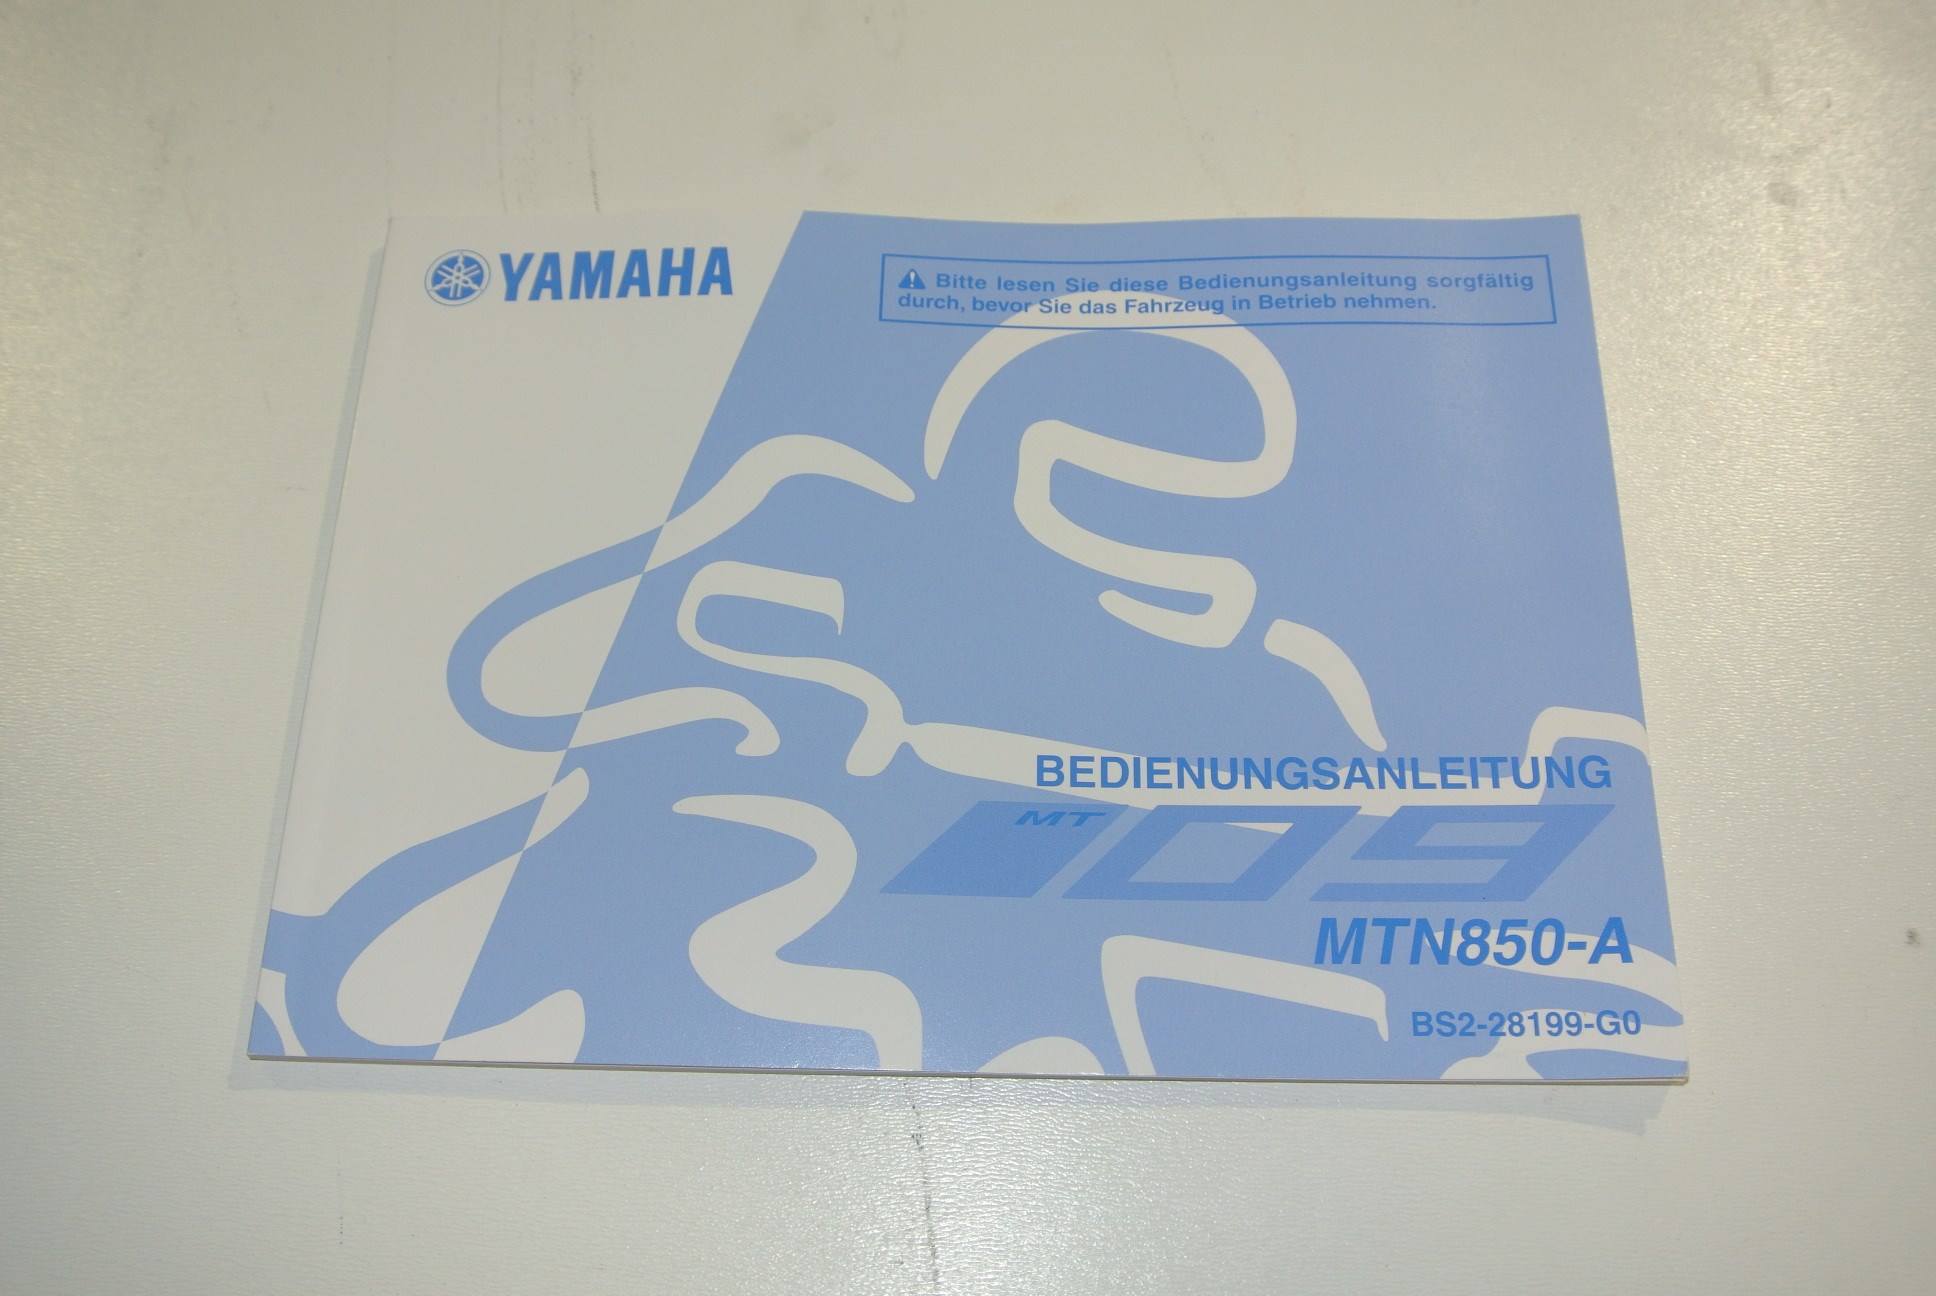 YAMAHA
Bitte lesen Sie diese Bedienungsanleitung sorgfältig
durch, bevor Sie das Fahrzeug in Betrieb nehmen.
BEDIENUNGSANLEITUNG
MT 09
MTN850-A
BS2-28199-G0